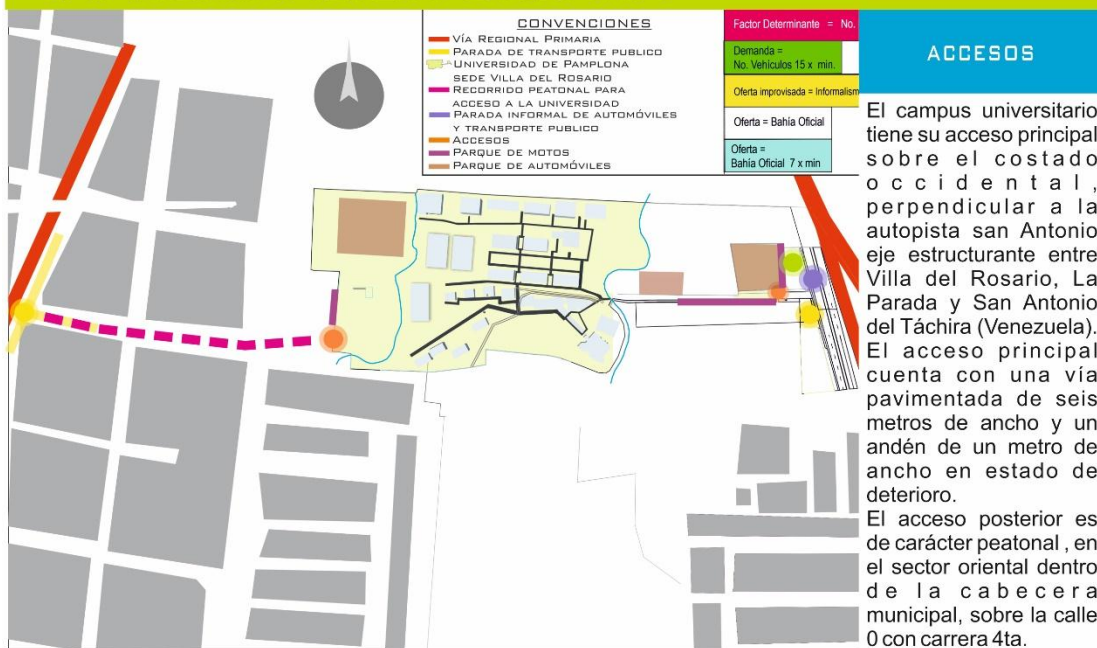 CONVENCIONES
VÍA REGIONAL PRIMARIA
PARADA DE TRANSPORTE PUBLICO
UNIVERSIDAD DE PAMPLONA
SEDE VILLA DEL ROSARIO
RECORRIDO PEATONAL PARA
ACCESO A LA UNIVERSIDAD
PARADA INFORMAL DE AUTOMÓVILES
Y TRANSPORTE PUBLICO
ACCESOS
PARQUE DE MOTOS
PARQUE DE AUTOMÓVILES
Factor Determinante = No.
Demanda =
No. Vehículos 15 x min.
Oferta improvisada = Informalism
Oferta = Bahia Oficial
Oferta =
Bahia Oficial 7 x min
ACCESOS
El campus universitario
tiene su acceso principal
sobre el costado
occidental,
perpendicular a la
autopista san Antonio
eje estructurante entre
Villa del Rosario, La
Parada y San Antonio
del Táchira (Venezuela).
El acceso principal
cuenta con una vía
pavimentada de seis
metros de ancho y un
andén de un metro de
ancho en estado de
deterioro.
El acceso posterior es
de carácter peatonal , en
el sector oriental dentro
de la cabecera
municipal, sobre la calle
0 con carrera 4ta.